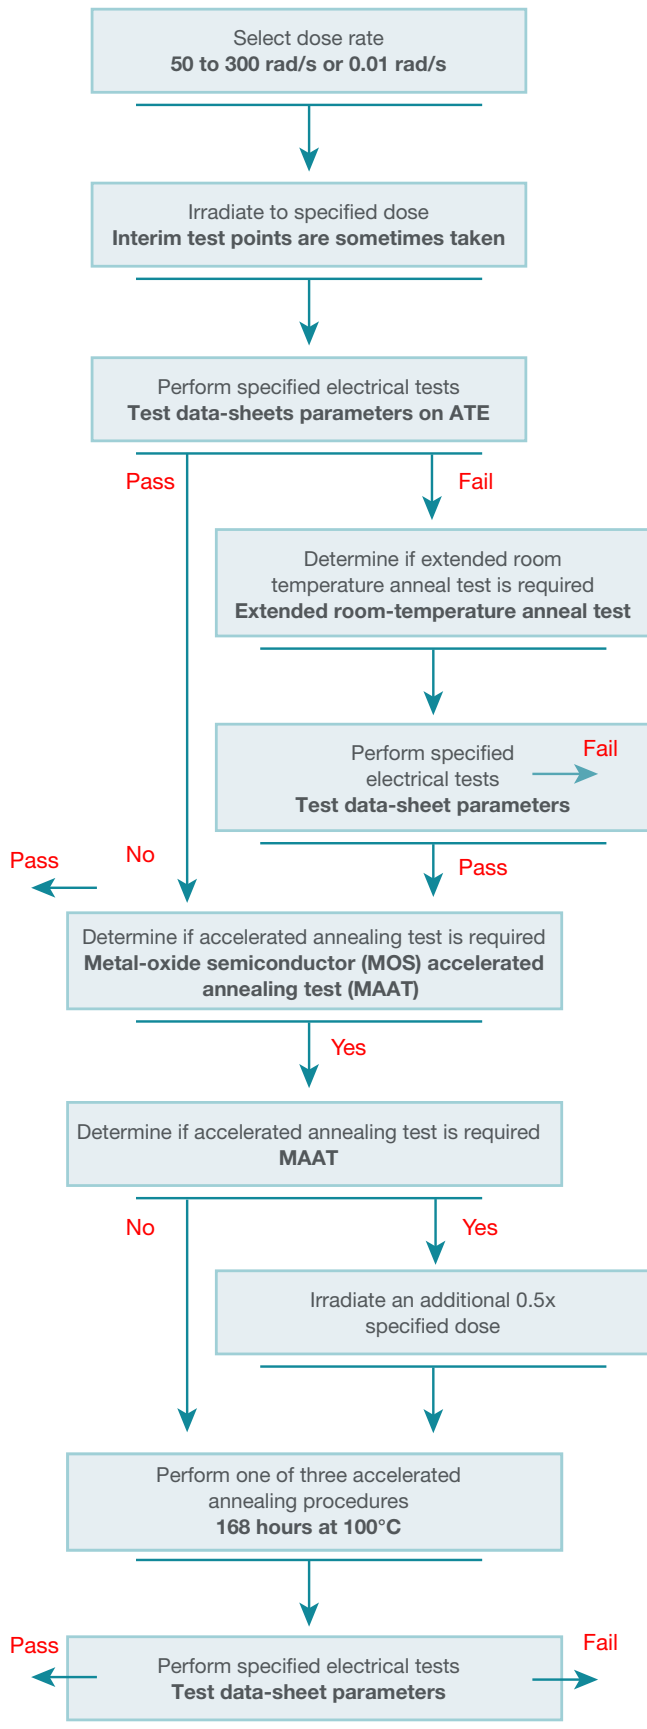 Select dose rate
50 to 300 rad/s or 0.01 rad/s
Irradiate to specified dose
Interim test points are sometimes taken
Perform specified electrical tests
Test data-sheets parameters on ATE
Pass
Fail
Determine if extended room
temperature anneal test is required
Extended room-temperature anneal test
Perform specified
electrical tests
Test data-sheet parameters
Fail
Pass
No
Pass
Determine if accelerated annealing test is required
Metal-oxide semiconductor (MOS) accelerated
annealing test (MAAT)
Yes
Determine if accelerated annealing test is required
MAAT
No
Yes
Irradiate an additional 0.5x
specified dose
Perform one of three accelerated
annealing procedures
168 hours at 100°C
Pass
Perform specified electrical tests
Test data-sheet parameters
Fail